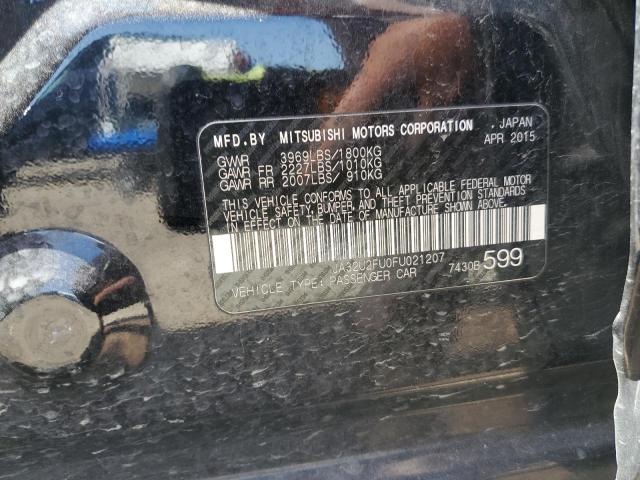 MFD.BY MITSUBISHI MOTORS CORPORATION , JAPAN
APR 2015
GVWR 3969LBS/1800KG
GAWR FR 2227LBS/1010KG
GAWR RR 2007LBS/ 910KG
THIS VEHICLE CONFORMS TO ALL APPLICABLE FEDERAL MOTOR
VEHICLE SAFETY, BUMPER, AND THEFT PREVENTION STANDARDS
IN EFFECT ON THE DATE OF MANUFACTURE SHOWN ABOVE.
JA32U2FU0FU021207
VEHICLE TYPE: PASSENGER CAR 7430B 599